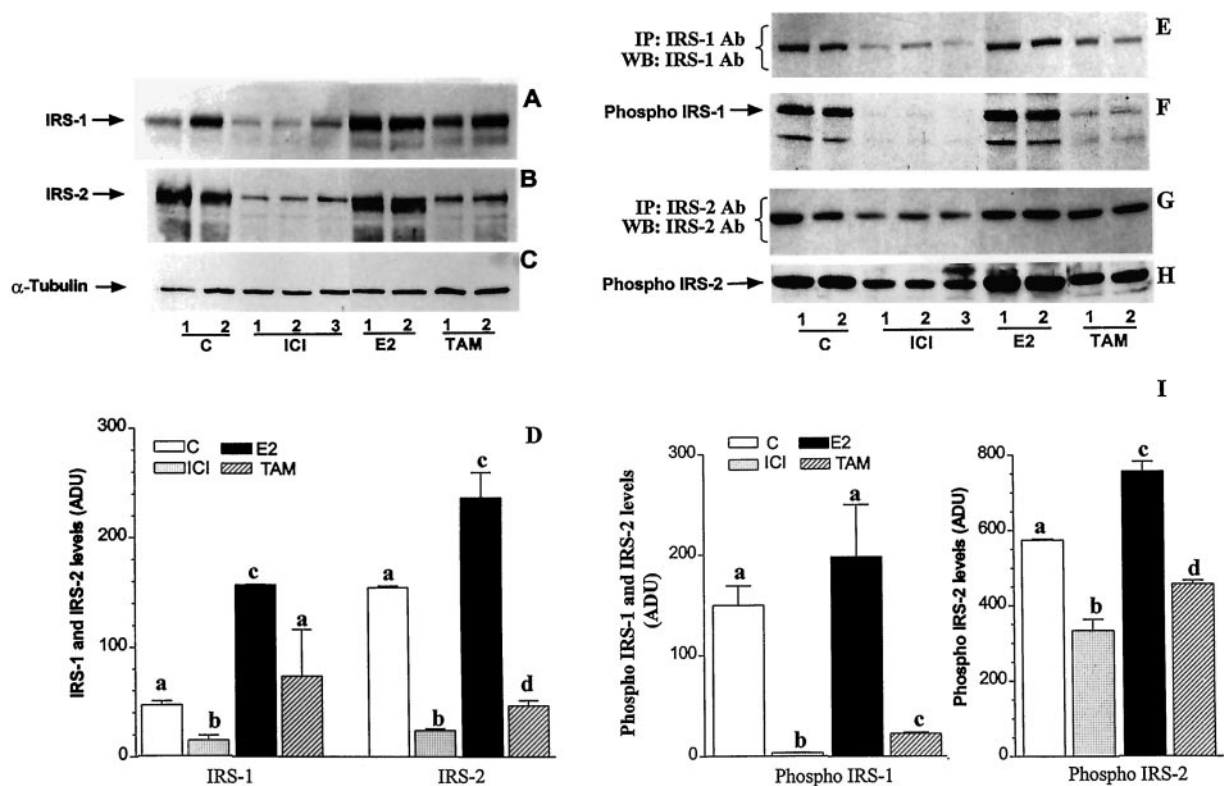 IRS-1
A
IRS-2
B
C
α-Tubulin
1 2 1 2 3 1 2 1 2
C ICI E2 TAM
IP: IRS-1 Ab
WB: IRS-1 Ab
E
Phospho IRS-1
F
IP: IRS-2 Ab
WB: IRS-2 Ab
G
Phospho IRS-2
H
1 2 1 2 3 1 2 1 2
C ICI E2 TAM
D
IRS-1 and IRS-2 levels (ADU)
300
200
100
0
C E2
ICI TAM
a b c a
a b c d
IRS-1 IRS-2
I
Phospho IRS-1 and IRS-2 levels
(ADU)
300
200
100
0
C E2
ICI TAM
a b a c
Phospho IRS-1
Phospho IRS-2 levels (ADU)
800
600
400
200
0
a b c d
Phospho IRS-2